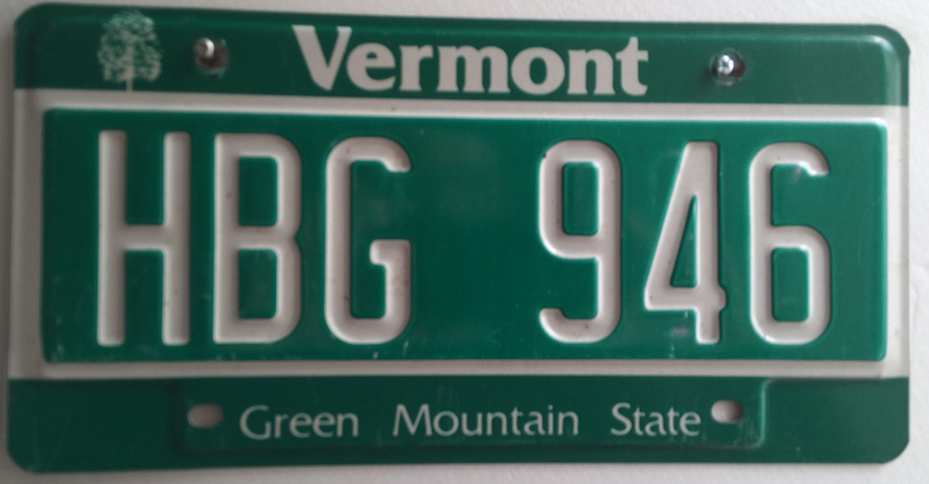 Vermont
HBG 946
Green Mountain State